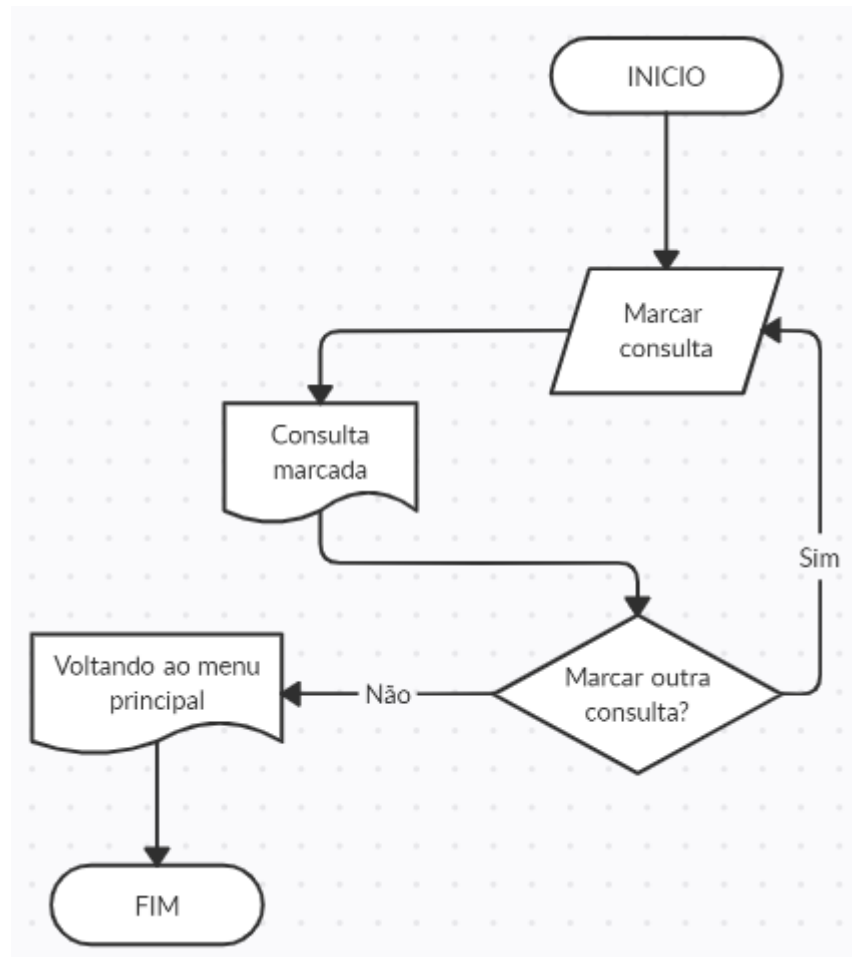 INICIO
Marcar
consulta
Consulta
marcada
Sim
Marcar outra
consulta?
Não
Voltando ao menu
principal
FIM